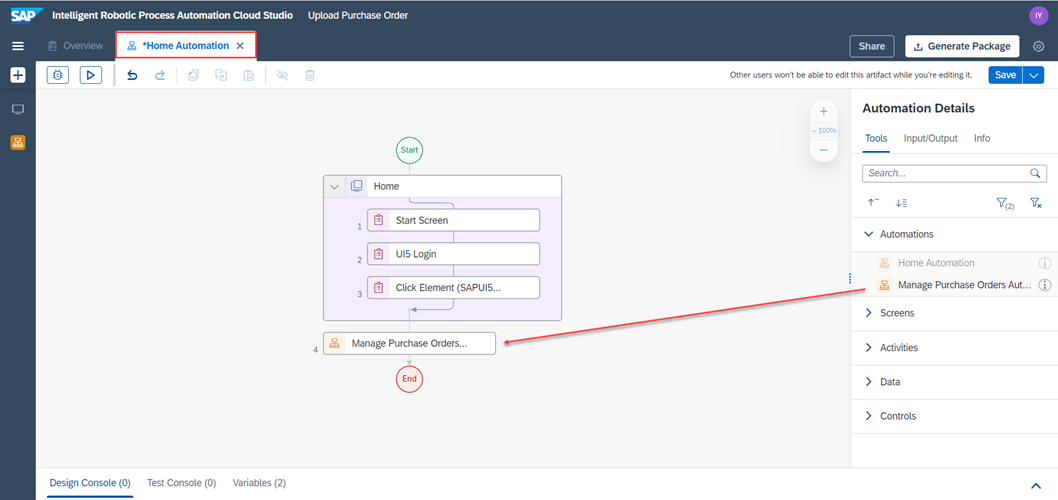 SAP Intelligent Robotic Process Automation Cloud Studio Upload Purchase Order IY
Overview *Home Automation Share Generate Package
Other users won't be able to edit this artifact while you're editing it. Save
Automation Details
Tools Input/Output Info
Search...
(2)
Automations
Home Automation
Manage Purchase Orders Aut...
Screens
Activities
Data
Controls
+
100%
−
Start
Home
1 Start Screen
2 UI5 Login
3 Click Element (SAPUI5...
4 Manage Purchase Orders...
End
Design Console (0) Test Console (0) Variables (2)